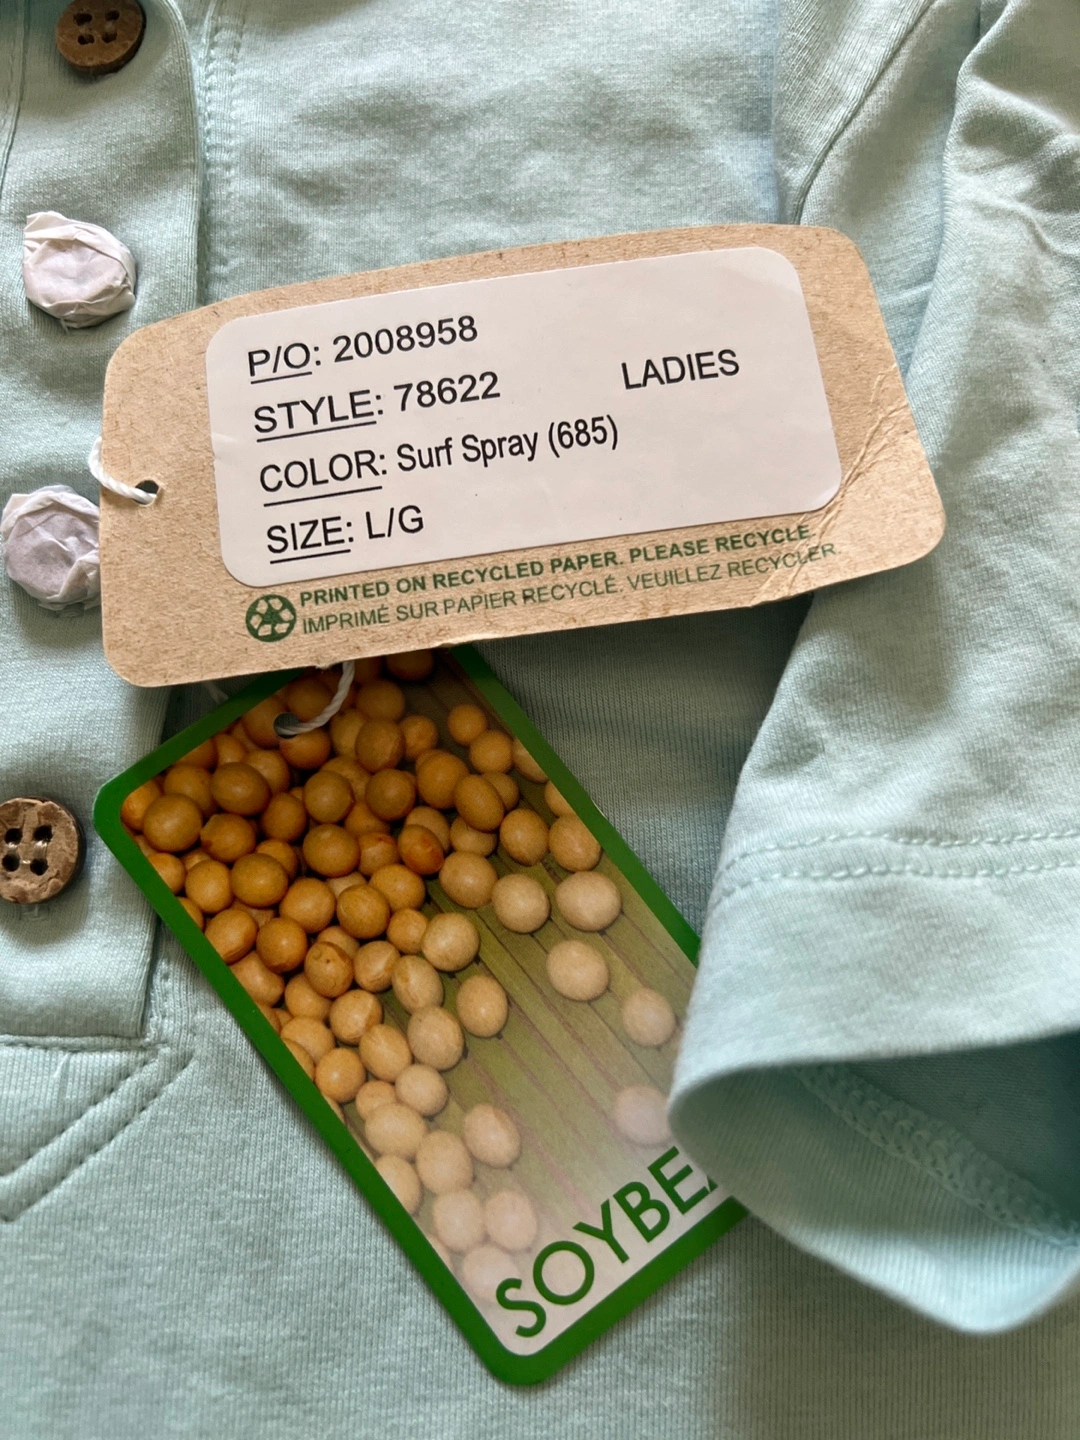 P/O: 2008958
STYLE: 78622 LADIES
COLOR: Surf Spray (685)
SIZE: L/G
PRINTED ON RECYCLED PAPER. PLEASE RECYCLE.
IMPRIMÉ SUR PAPIER RECYCLÉ. VEUILLEZ RECYCLER.